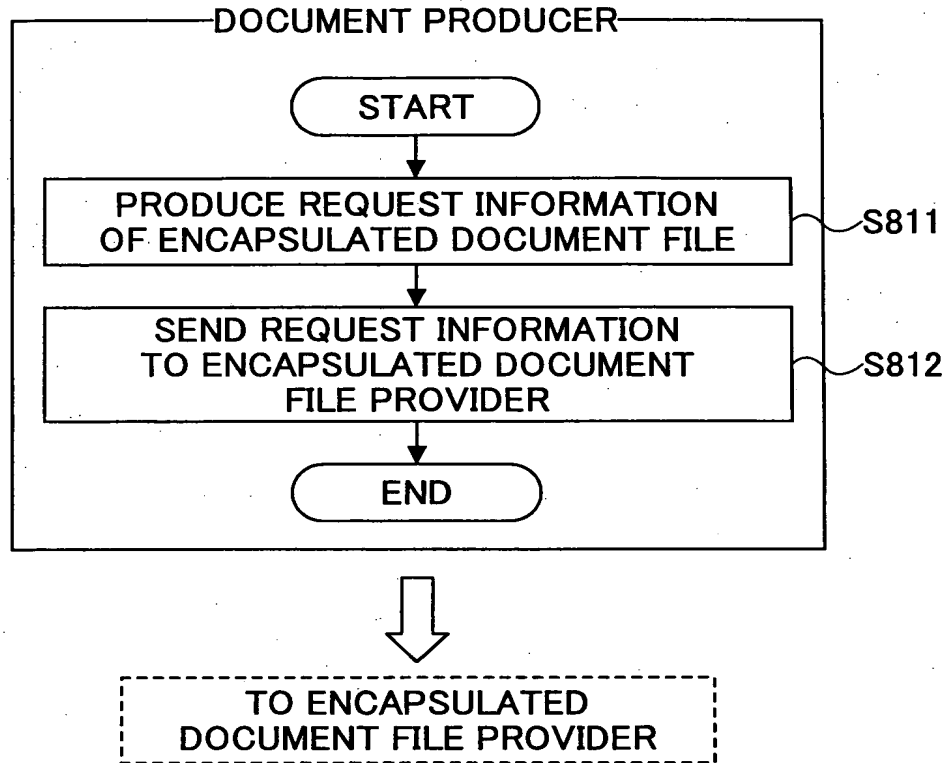 DOCUMENT PRODUCER
START
PRODUCE REQUEST INFORMATION
OF ENCAPSULATED DOCUMENT FILE
S811
SEND REQUEST INFORMATION
TO ENCAPSULATED DOCUMENT
FILE PROVIDER
S812
END
TO ENCAPSULATED
DOCUMENT FILE PROVIDER